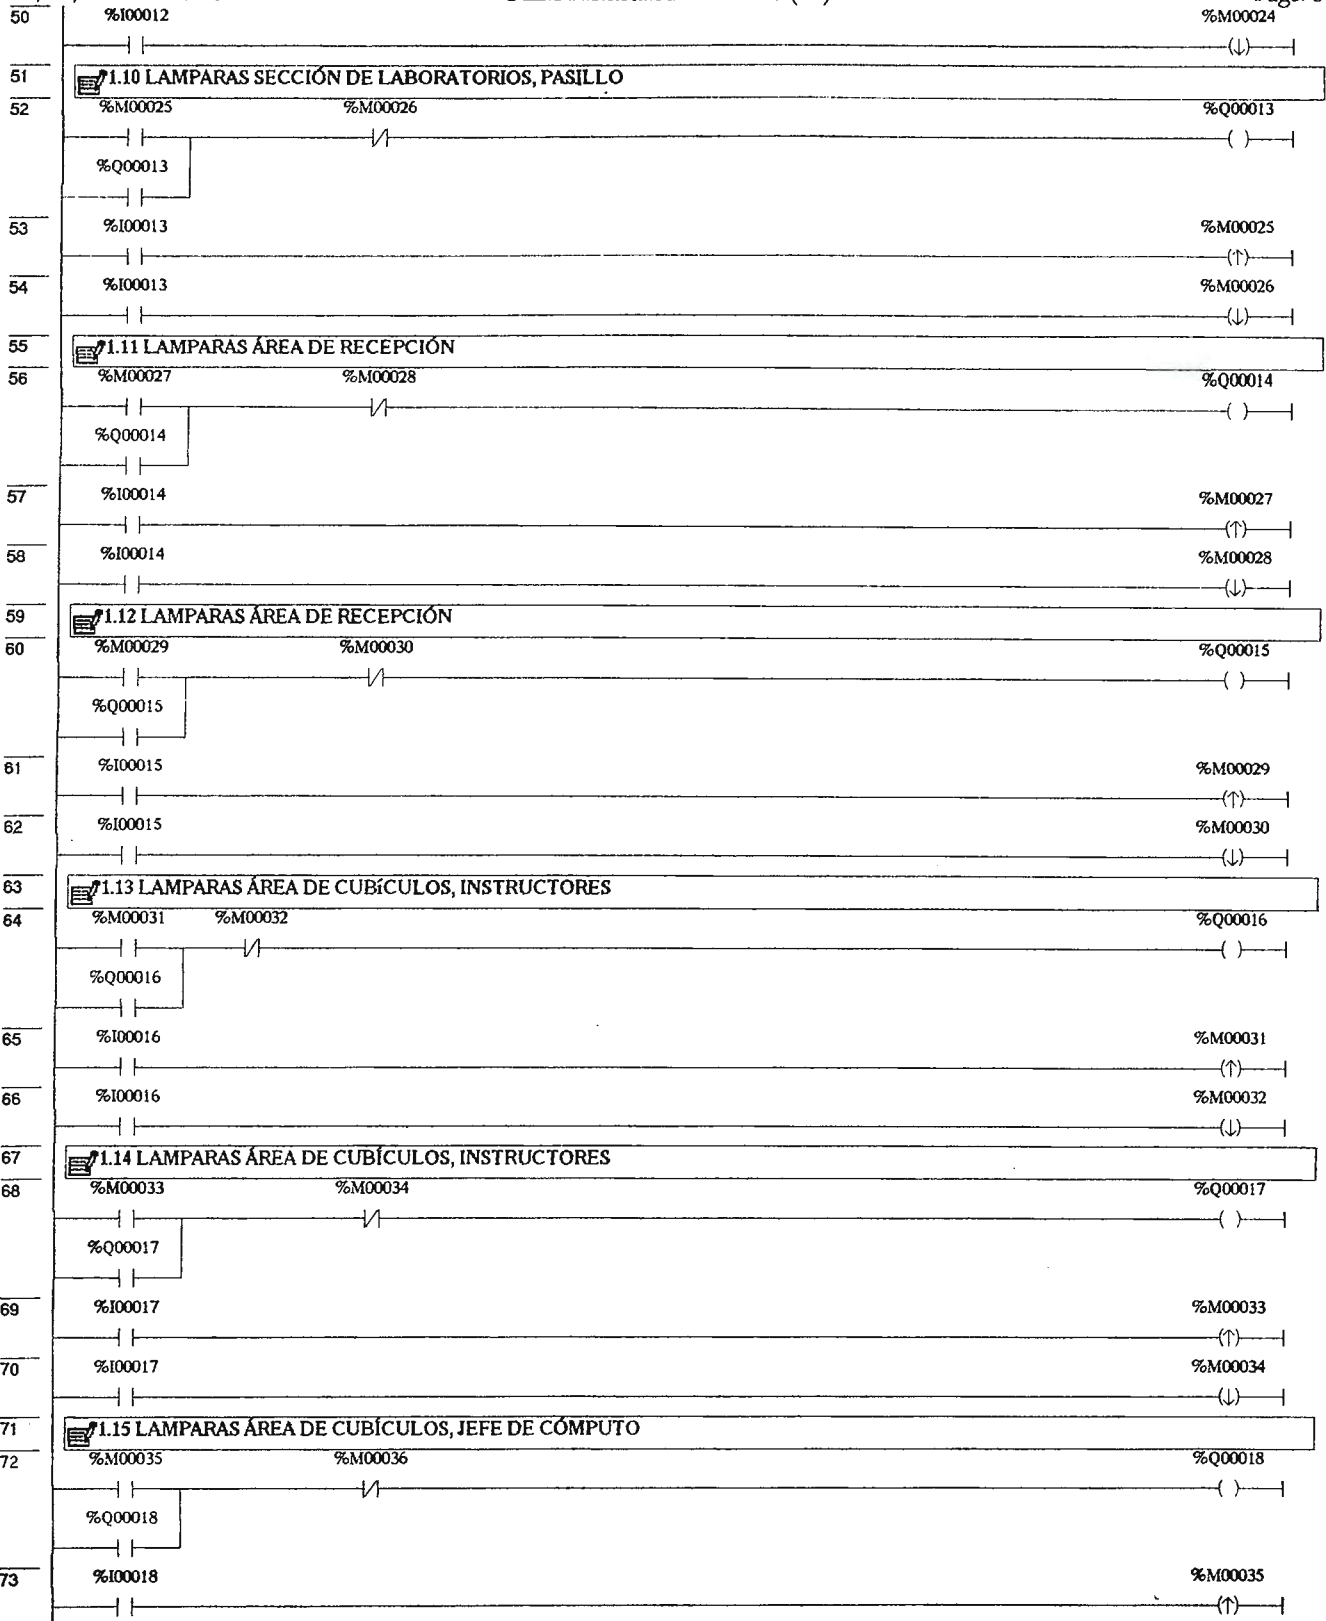 50 %I00012 %M00024
51 1.10 LAMPARAS SECCIÓN DE LABORATORIOS, PASILLO
52 %M00025 %M00026 %Q00013
%Q00013
53 %I00013 %M00025
54 %I00013 %M00026
55 1.11 LAMPARAS ÁREA DE RECEPCIÓN
56 %M00027 %M00028 %Q00014
%Q00014
57 %I00014 %M00027
58 %I00014 %M00028
59 1.12 LAMPARAS ÁREA DE RECEPCIÓN
60 %M00029 %M00030 %Q00015
%Q00015
61 %I00015 %M00029
62 %I00015 %M00030
63 1.13 LAMPARAS ÁREA DE CUBíCULOS, INSTRUCTORES
64 %M00031 %M00032 %Q00016
%Q00016
65 %I00016 %M00031
66 %I00016 %M00032
67 1.14 LAMPARAS ÁREA DE CUBÍCULOS, INSTRUCTORES
68 %M00033 %M00034 %Q00017
%Q00017
69 %I00017 %M00033
70 %I00017 %M00034
71 1.15 LAMPARAS ÁREA DE CUBÍCULOS, JEFE DE CÓMPUTO
72 %M00035 %M00036 %Q00018
%Q00018
73 %I00018 %M00035